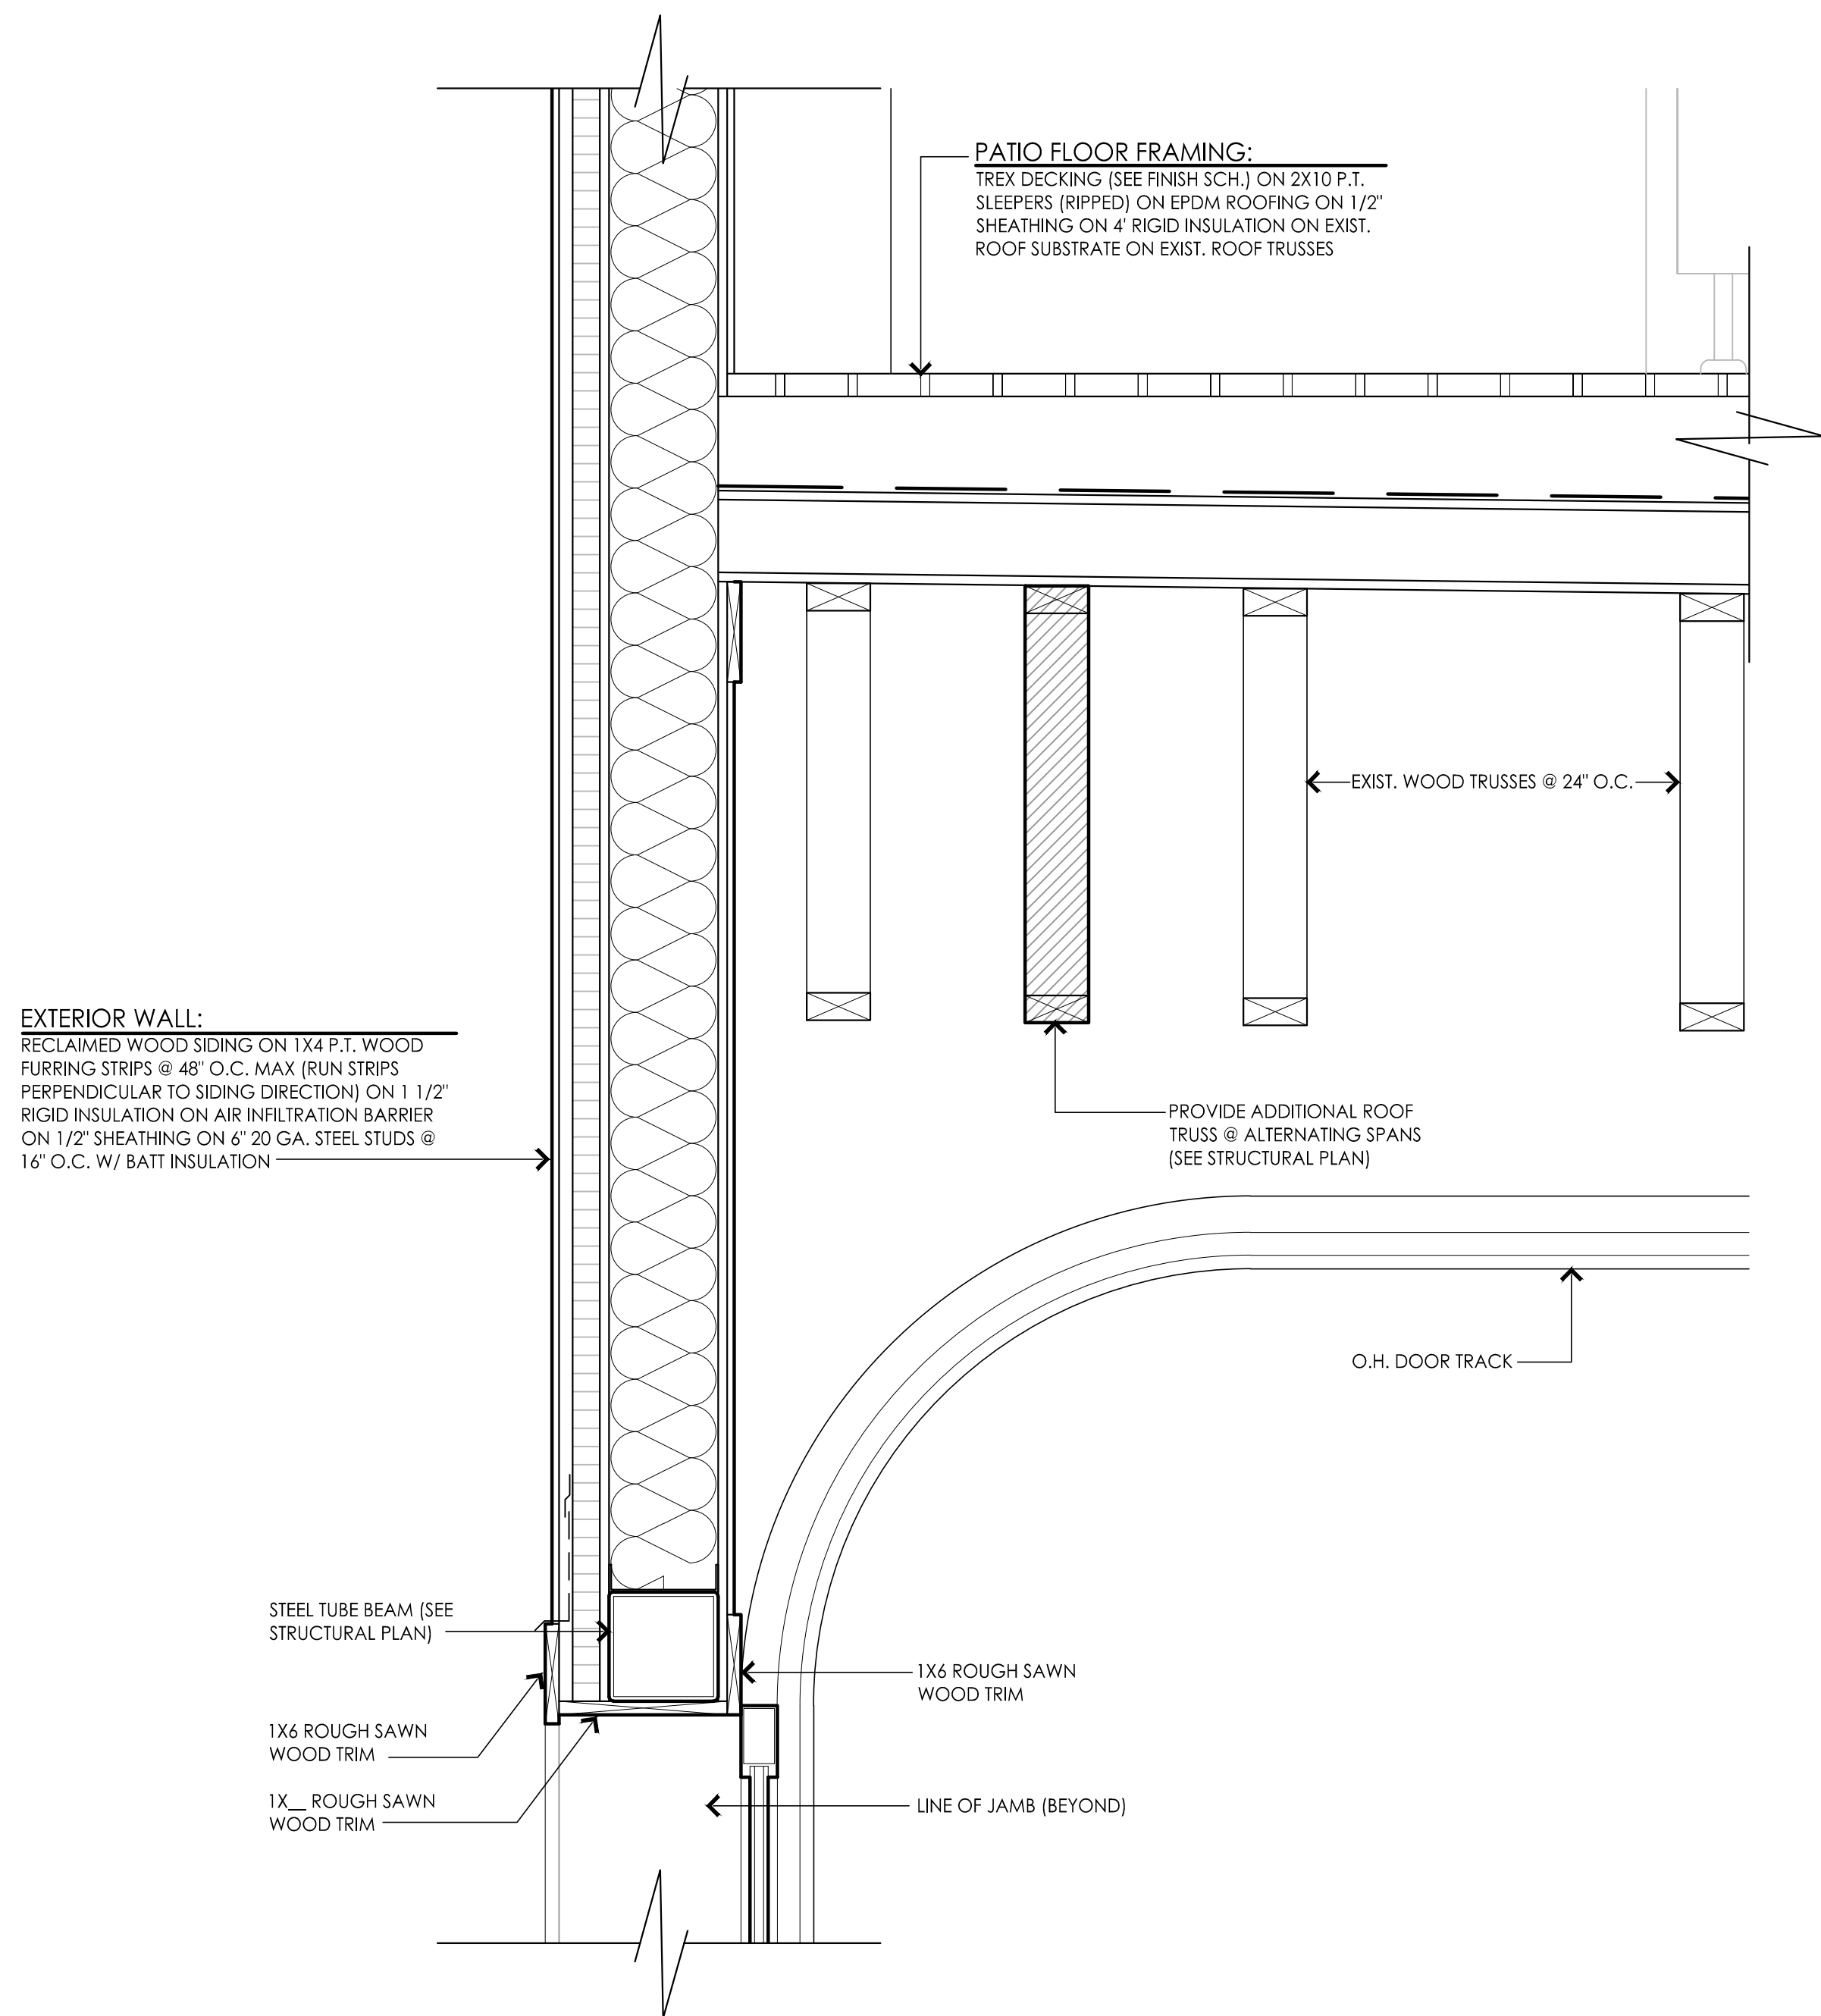 PATIO FLOOR FRAMING:
TREX DECKING (SEE FINISH SCH.) ON 2X10 P.T.
SLEEPERS (RIPPED) ON EPDM ROOFING ON 1/2"
SHEATHING ON 4' RIGID INSULATION ON EXIST.
ROOF SUBSTRATE ON EXIST. ROOF TRUSSES
EXIST. WOOD TRUSSES @ 24" O.C.
EXTERIOR WALL:
RECLAIMED WOOD SIDING ON 1X4 P.T. WOOD
FURRING STRIPS @ 48" O.C. MAX (RUN STRIPS
PERPENDICULAR TO SIDING DIRECTION) ON 1 1/2"
RIGID INSULATION ON AIR INFILTRATION BARRIER
ON 1/2" SHEATHING ON 6" 20 GA. STEEL STUDS @
16" O.C. W/ BATT INSULATION
PROVIDE ADDITIONAL ROOF
TRUSS @ ALTERNATING SPANS
(SEE STRUCTURAL PLAN)
O.H. DOOR TRACK
STEEL TUBE BEAM (SEE
STRUCTURAL PLAN)
1X6 ROUGH SAWN
WOOD TRIM
1X6 ROUGH SAWN
WOOD TRIM
1X__ ROUGH SAWN
WOOD TRIM
LINE OF JAMB (BEYOND)